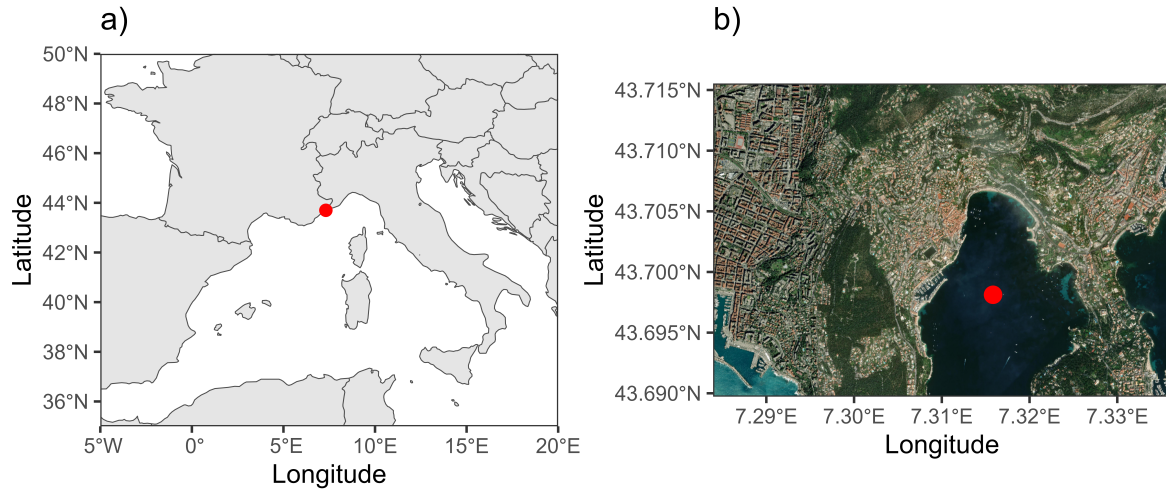 a)
50°N
48°N
46°N
44°N
42°N
40°N
38°N
36°N
Latitude
5°W 0° 5°E 10°E 15°E 20°E
Longitude
b)
43.715°N
43.710°N
43.705°N
43.700°N
43.695°N
43.690°N
Latitude
7.29°E 7.30°E 7.31°E 7.32°E 7.33°E
Longitude